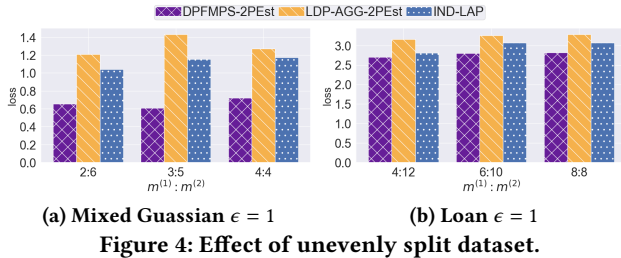 DPFMPS-2PEst LDP-AGG-2PEst IND-LAP
1.4
1.2
1.0
0.8
0.6
0.4
0.2
0.0
loss
2:6 3:5 4:4
m⁽¹⁾ : m⁽²⁾
(a) Mixed Guassian ϵ = 1
3.0
2.5
2.0
1.5
1.0
0.5
0.0
loss
4:12 6:10 8:8
m⁽¹⁾ : m⁽²⁾
(b) Loan ϵ = 1
Figure 4: Effect of unevenly split dataset.